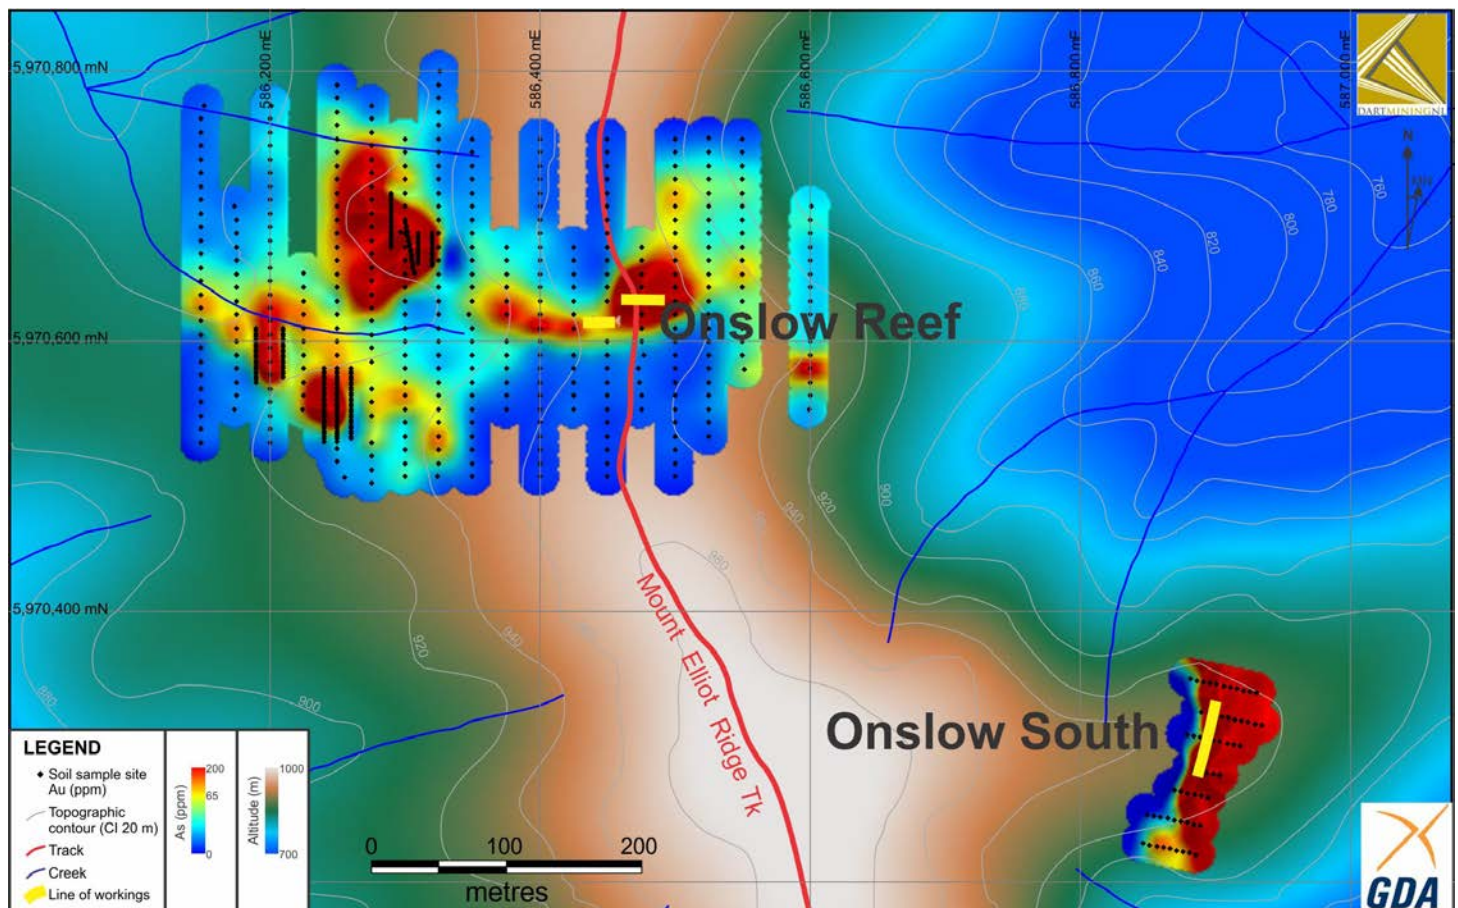 586,200 mE
586,400 mE
586,600 mE
586,800 mE
587,000 mE
5,970,800 mN
DARTMININGNL
N
MN
760
780
800
820
840
860
880
Onslow Reef
5,970,600 mN
900
920
940
980
5,970,400 mN
920
940
880
900
Mount Elliot Ridge Tk
Onslow South
LEGEND
Soil sample site
Au (ppm)
Topographic
contour (CI 20 m)
Track
Creek
Line of workings
As (ppm)
200
65
0
Altitude (m)
1000
700
0 100 200
metres
GDA